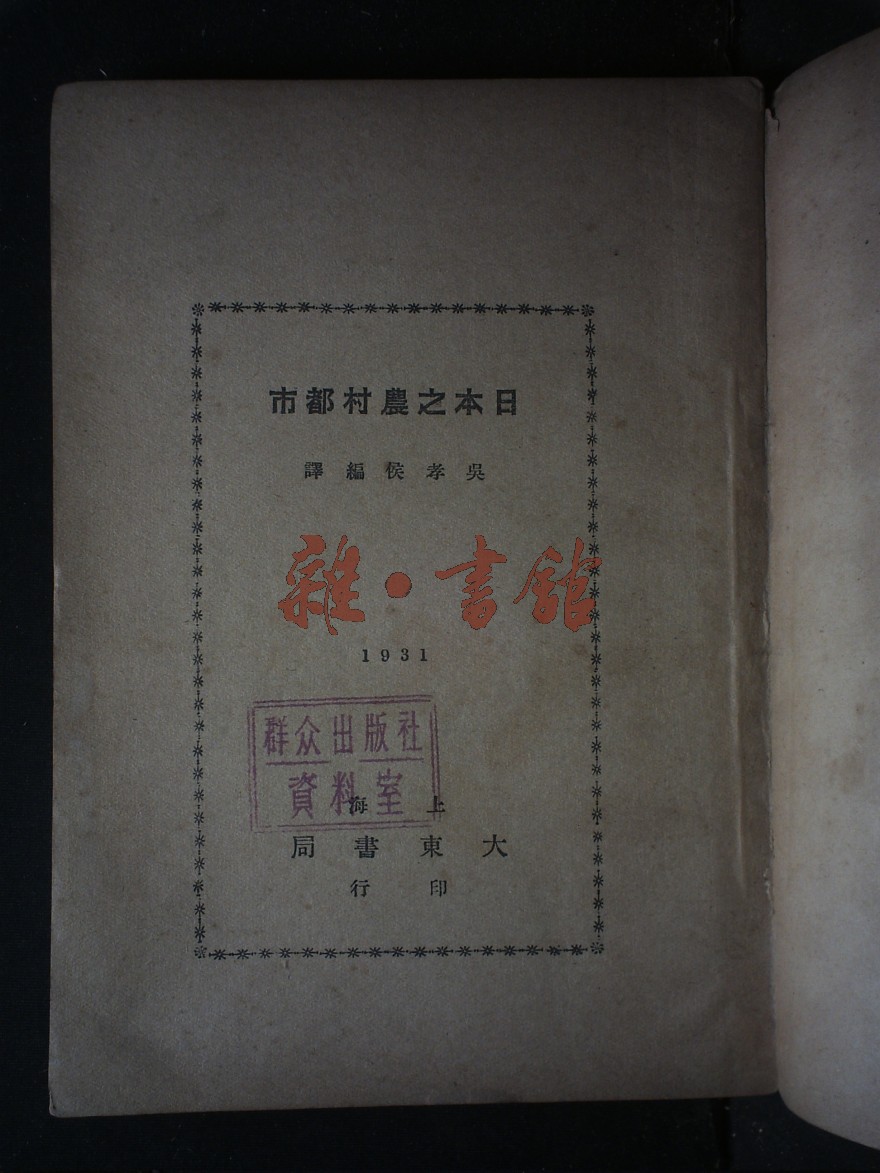 日本之農村都市
吳孝侯編譯
雜·書館
1931
群众出版社
資料室
上海
大東書局
印行